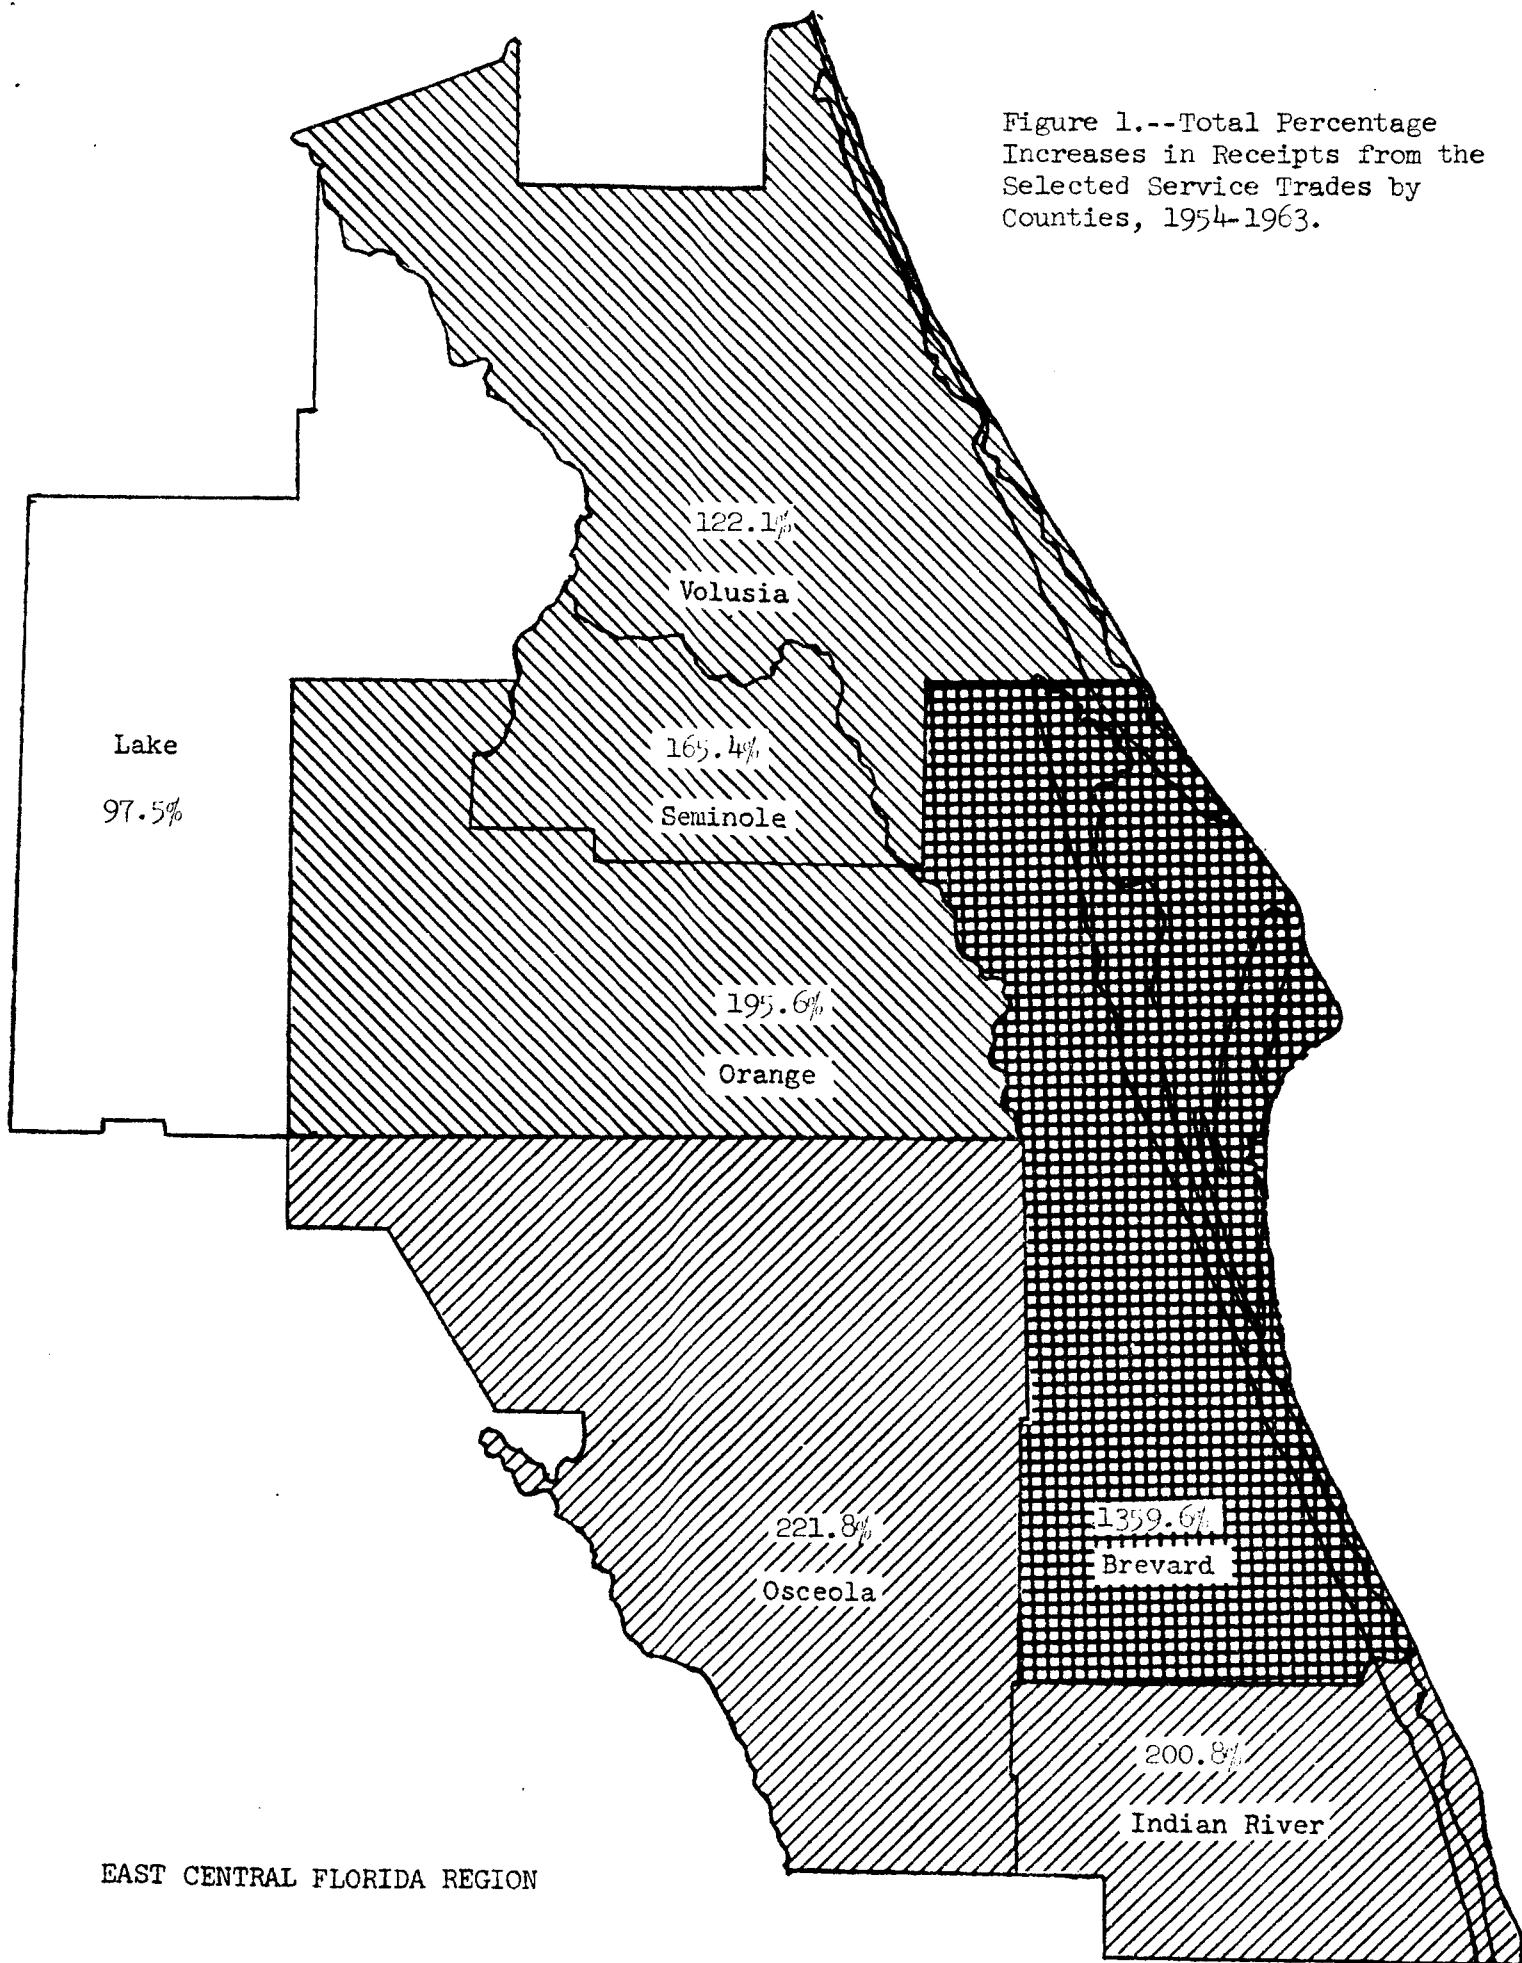 Figure 1.--Total Percentage
Increases in Receipts from the
Selected Service Trades by
Counties, 1954-1963.
122.1%
Volusia
Lake
97.5%
165.4%
Seminole
195.6%
Orange
221.8%
Osceola
1359.6%
Brevard
200.8%
Indian River
EAST CENTRAL FLORIDA REGION